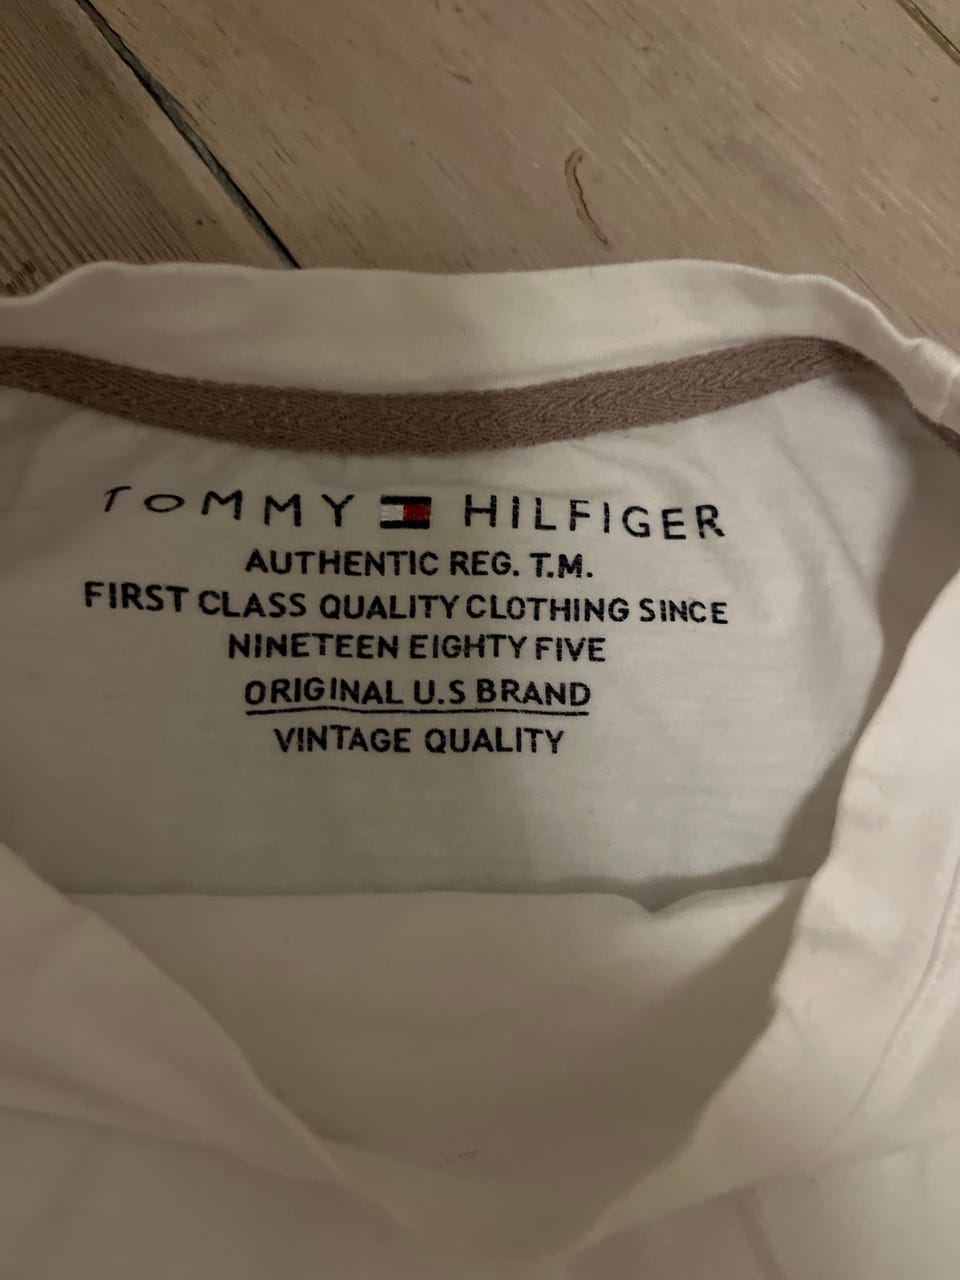 TOMMY HILFIGER
AUTHENTIC REG. T.M.
FIRST CLASS QUALITY CLOTHING SINCE
NINETEEN EIGHTY FIVE
ORIGINAL U.S BRAND
VINTAGE QUALITY